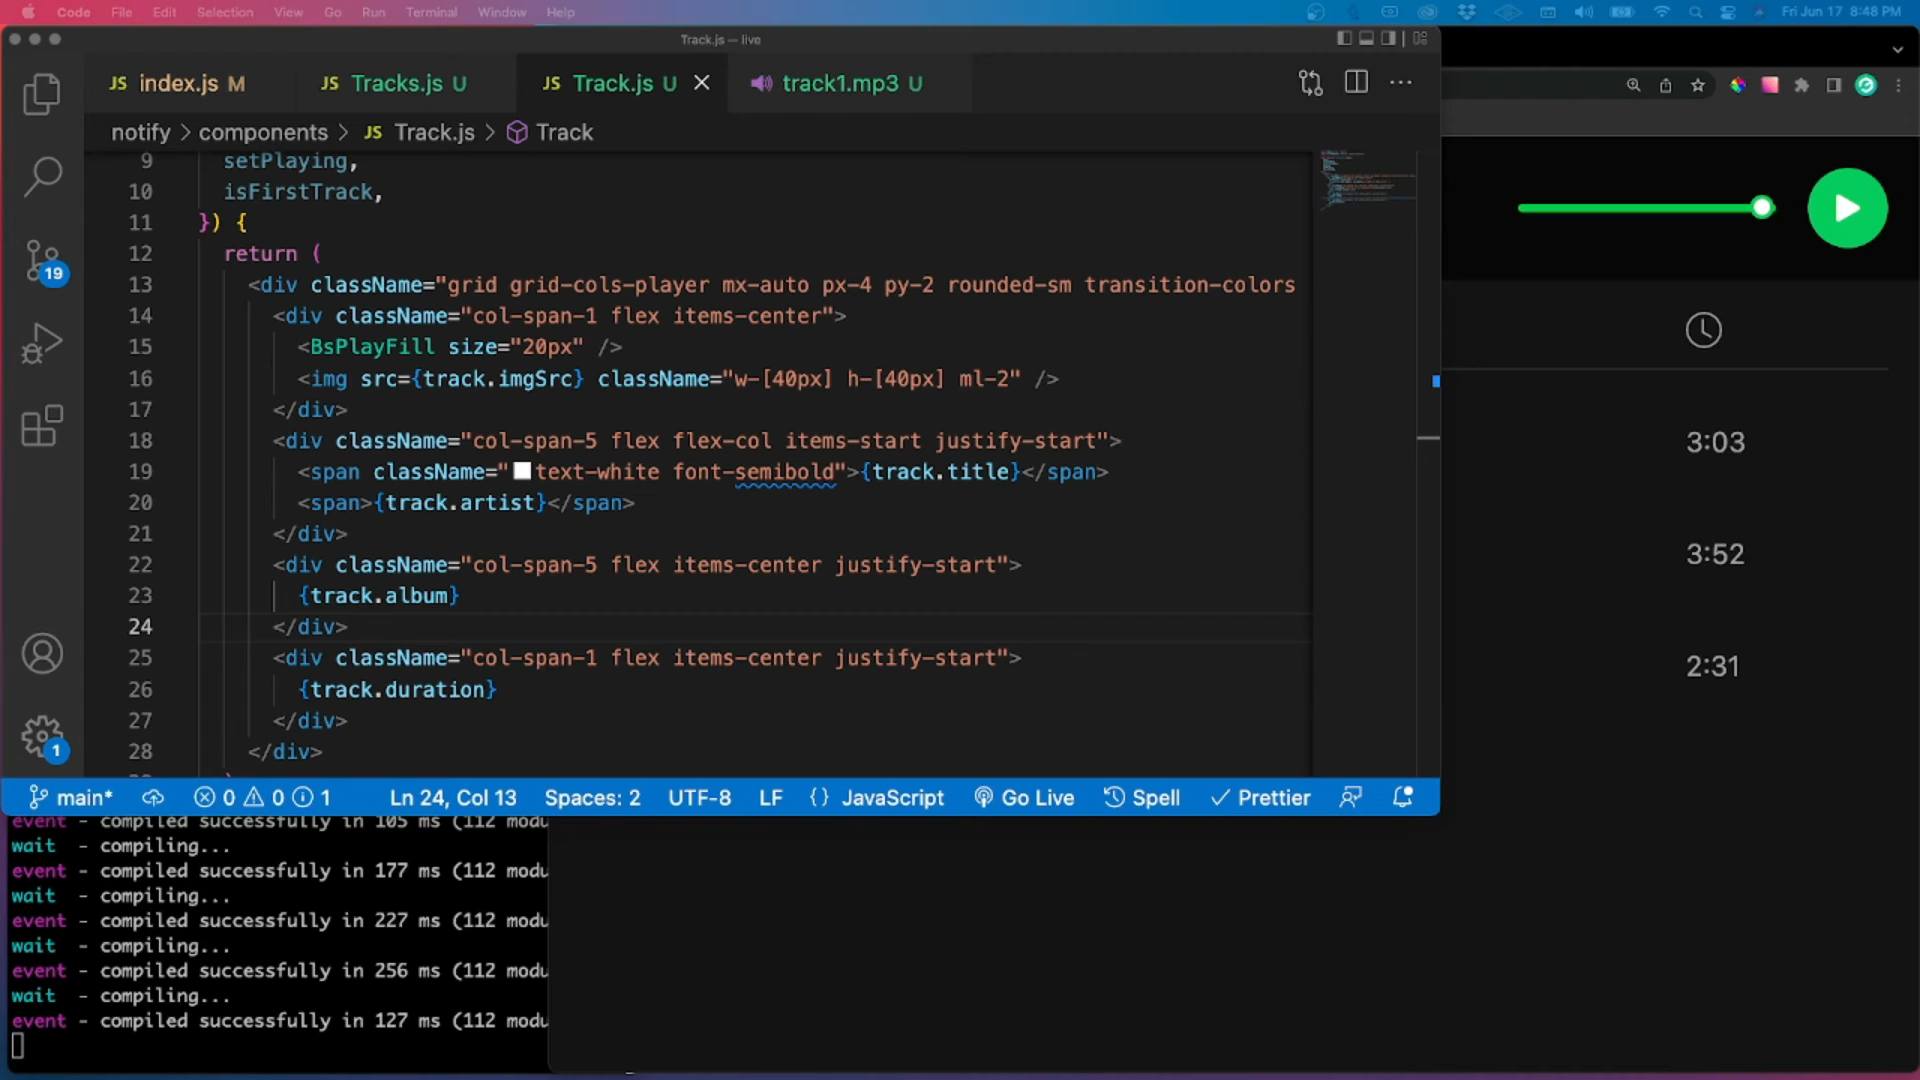 Code File Edit Selection View Go Run Terminal Window Help Fri Jun 17 8:48 PM
Track.js — live
JS index.js M JS Tracks.js U JS Track.js U track1.mp3 U
notify > components > JS Track.js > Track
9 setPlaying,
10 isFirstTrack,
11 }) {
12 return (
13 <div className="grid grid-cols-player mx-auto px-4 py-2 rounded-sm transition-colors
14 <div className="col-span-1 flex items-center">
15 <BsPlayFill size="20px" />
16 <img src={track.imgSrc} className="w-[40px] h-[40px] ml-2" />
17 </div>
18 <div className="col-span-5 flex flex-col items-start justify-start">
19 <span className="text-white font-semibold">{track.title}</span>
20 <span>{track.artist}</span>
21 </div>
22 <div className="col-span-5 flex items-center justify-start">
23 {track.album}
24 </div>
25 <div className="col-span-1 flex items-center justify-start">
26 {track.duration}
27 </div>
28 </div>
19
1
3:03
3:52
2:31
main* 0 0 1 Ln 24, Col 13 Spaces: 2 UTF-8 LF {} JavaScript Go Live Spell Prettier
event - compiled successfully in 105 ms (112 modu
wait - compiling...
event - compiled successfully in 177 ms (112 modu
wait - compiling...
event - compiled successfully in 227 ms (112 modu
wait - compiling...
event - compiled successfully in 256 ms (112 modu
wait - compiling...
event - compiled successfully in 127 ms (112 modu